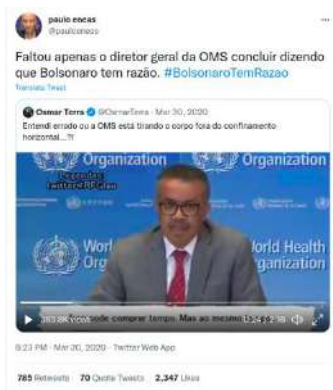 paulo eneas
@pauloeneas
Faltou apenas o diretor geral da OMS concluir dizendo
que Bolsonaro tem razão. #BolsonaroTemRazao
Translate Tweet
Osmar Terra @OsmarTerra · Mar 30, 2020
Entendi errado ou a OMS está tirando o corpo fora do confinamento
horizontal...?!
Organization
Organization
Legendas:
World Health
Organization
pode comprar tempo. Mas ao mesmo
8:23 PM · Mar 30, 2020 · Twitter Web App
785 Retweets 70 Quote Tweets 2,347 Likes